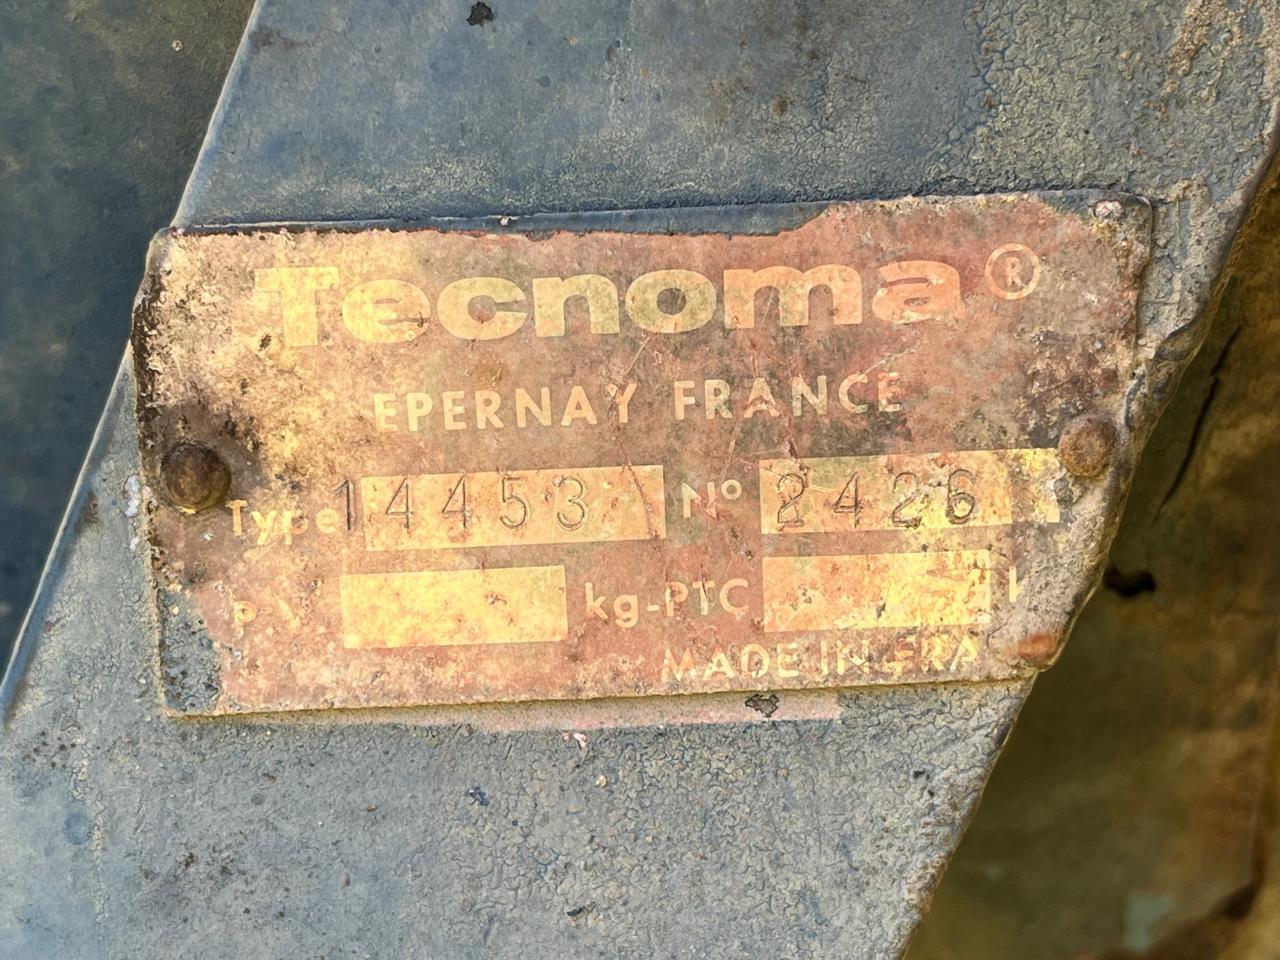 Tecnoma®
EPERNAY FRANCE
Type 14453 N° 2426
P kg-PTC
MADE IN FRA